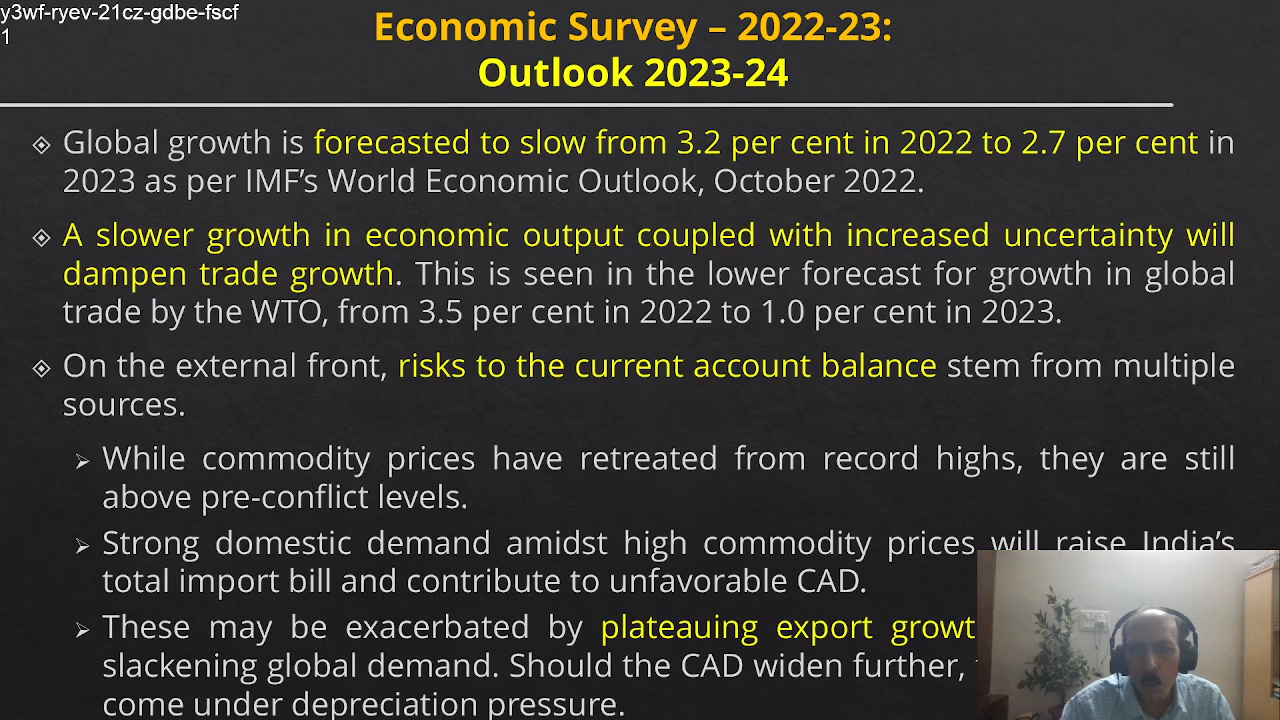 y3wf-ryev-21cz-gdbe-fscf
1
Economic Survey – 2022-23:
Outlook 2023-24
Global growth is forecasted to slow from 3.2 per cent in 2022 to 2.7 per cent in
2023 as per IMF's World Economic Outlook, October 2022.
A slower growth in economic output coupled with increased uncertainty will
dampen trade growth. This is seen in the lower forecast for growth in global
trade by the WTO, from 3.5 per cent in 2022 to 1.0 per cent in 2023.
On the external front, risks to the current account balance stem from multiple
sources.
While commodity prices have retreated from record highs, they are still
above pre-conflict levels.
Strong domestic demand amidst high commodity prices will raise India's
total import bill and contribute to unfavorable CAD.
These may be exacerbated by plateauing export
slackening global demand. Should the CAD widen further,
come under depreciation pressure.